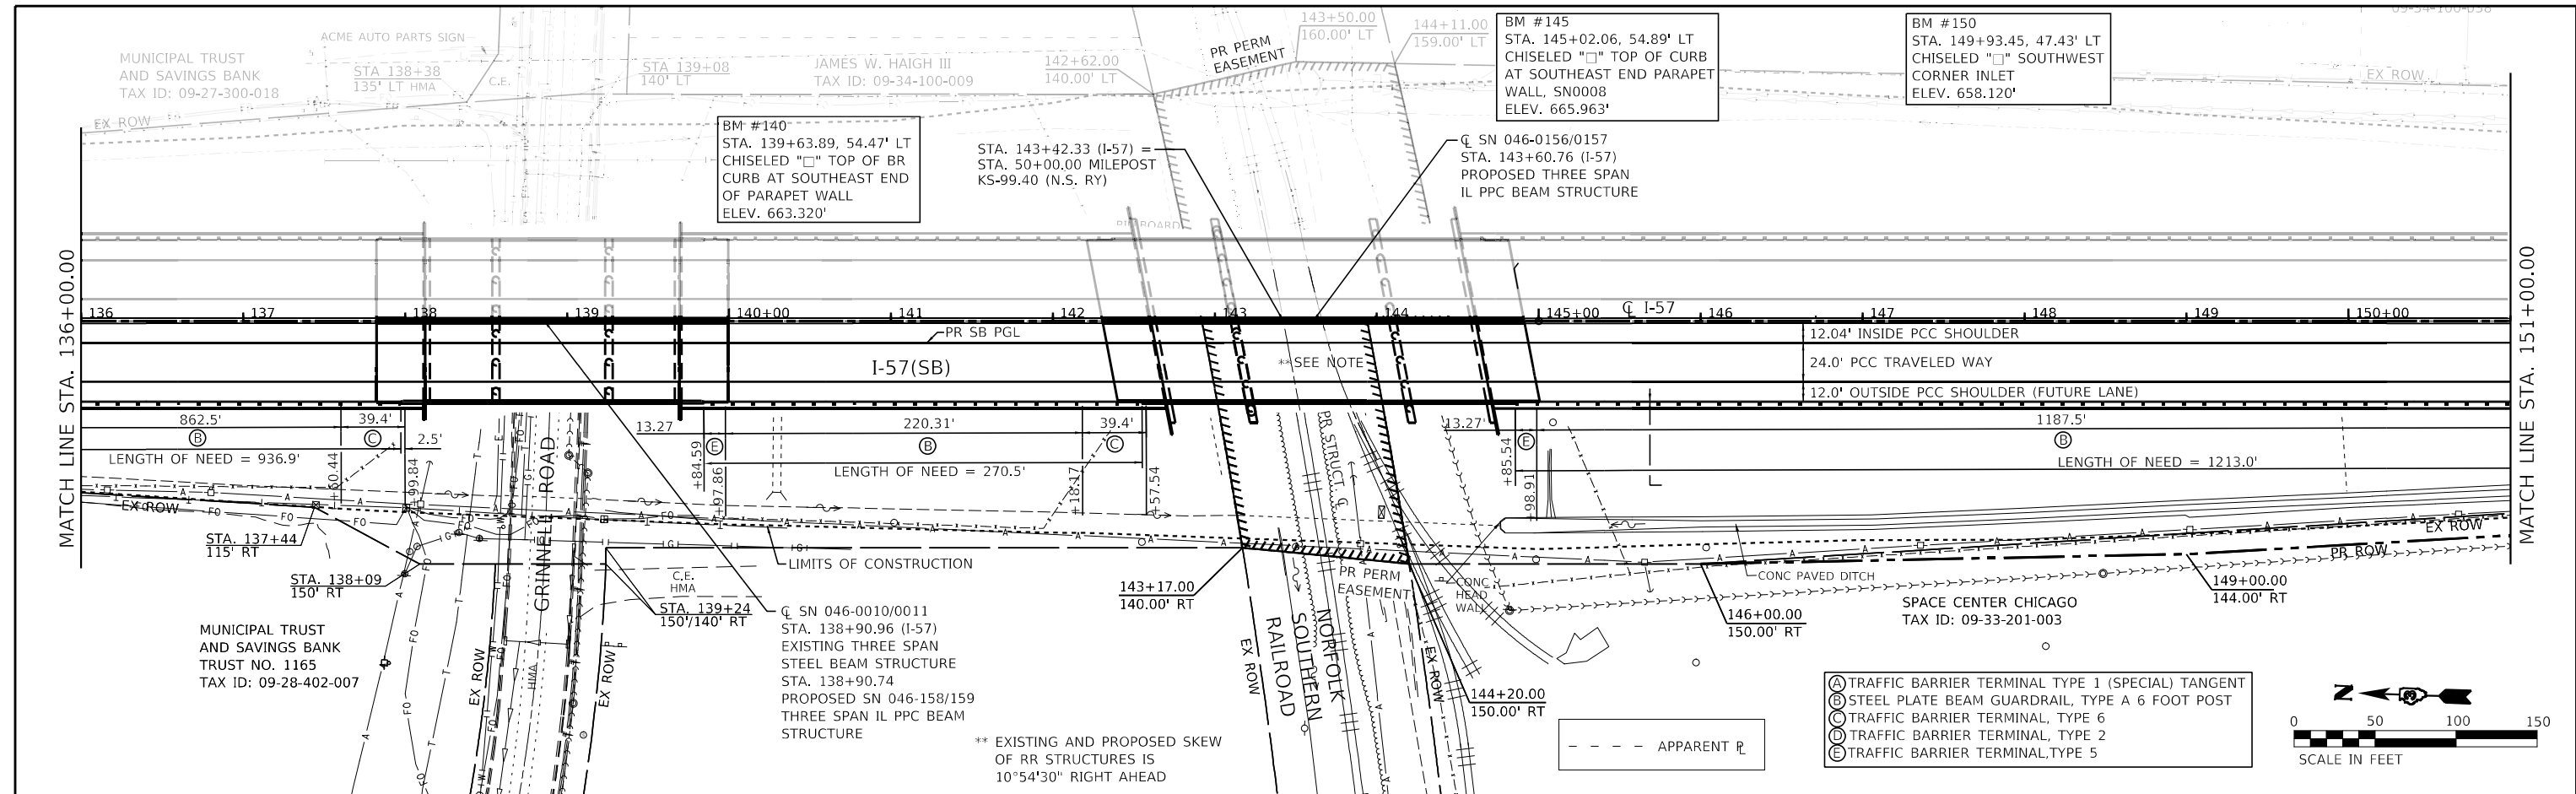 MUNICIPAL TRUST
AND SAVINGS BANK
TAX ID: 09-27-300-018
ACME AUTO PARTS SIGN
STA 138+38
135' LT HMA
C.E.
EX ROW
STA 139+08
140' LT
JAMES W. HAIGH III
TAX ID: 09-34-100-009
142+62.00
140.00' LT
PR PERM
EASEMENT
143+50.00
160.00' LT
144+11.00
159.00' LT
BM #145
STA. 145+02.06, 54.89' LT
CHISELED "□" TOP OF CURB
AT SOUTHEAST END PARAPET
WALL, SN0008
ELEV. 665.963'
BM #150
STA. 149+93.45, 47.43' LT
CHISELED "□" SOUTHWEST
CORNER INLET
ELEV. 658.120'
EX ROW
BM #140
STA. 139+63.89, 54.47' LT
CHISELED "□" TOP OF BR
CURB AT SOUTHEAST END
OF PARAPET WALL
ELEV. 663.320'
STA. 143+42.33 (I-57) =
STA. 50+00.00 MILEPOST
KS-99.40 (N.S. RY)
℄ SN 046-0156/0157
STA. 143+60.76 (I-57)
PROPOSED THREE SPAN
IL PPC BEAM STRUCTURE
MATCH LINE STA. 136+00.00
MATCH LINE STA. 151+00.00
136
137
138
139
140+00
141
142
143
144
145+00
℄ I-57
146
147
148
149
150+00
PR SB PGL
I-57(SB)
**SEE NOTE
12.04' INSIDE PCC SHOULDER
24.0' PCC TRAVELED WAY
12.0' OUTSIDE PCC SHOULDER (FUTURE LANE)
862.5'
39.4'
B
C
2.5'
LENGTH OF NEED = 936.9'
+60.44
+99.84
13.27
E
220.31'
B
39.4'
C
LENGTH OF NEED = 270.5'
+84.59
+97.86
+18.17
+57.54
13.27'
E
1187.5'
B
LENGTH OF NEED = 1213.0'
+85.54
+98.91
EX ROW
STA. 137+44
115' RT
STA. 138+09
150' RT
GRINNELL ROAD
LIMITS OF CONSTRUCTION
C.E.
HMA
STA. 139+24
150'/140' RT
HMA
EX ROW
EX ROW
MUNICIPAL TRUST
AND SAVINGS BANK
TRUST NO. 1165
TAX ID: 09-28-402-007
℄ SN 046-0010/0011
STA. 138+90.96 (I-57)
EXISTING THREE SPAN
STEEL BEAM STRUCTURE
STA. 138+90.74
PROPOSED SN 046-158/159
THREE SPAN IL PPC BEAM
STRUCTURE
** EXISTING AND PROPOSED SKEW
OF RR STRUCTURES IS
10°54'30" RIGHT AHEAD
143+17.00
140.00' RT
PR STRUCT. ℄
PR PERM
EASEMENT
EX ROW
NORFOLK
SOUTHERN
RAILROAD
EX ROW
144+20.00
150.00' RT
CONC
HEAD
WALL
CONC PAVED DITCH
146+00.00
150.00' RT
149+00.00
144.00' RT
EX ROW
PR ROW
SPACE CENTER CHICAGO
TAX ID: 09-33-201-003
APPARENT ⅊
A TRAFFIC BARRIER TERMINAL TYPE 1 (SPECIAL) TANGENT
B STEEL PLATE BEAM GUARDRAIL, TYPE A 6 FOOT POST
C TRAFFIC BARRIER TERMINAL, TYPE 6
D TRAFFIC BARRIER TERMINAL, TYPE 2
E TRAFFIC BARRIER TERMINAL,TYPE 5
N
0 50 100 150
SCALE IN FEET